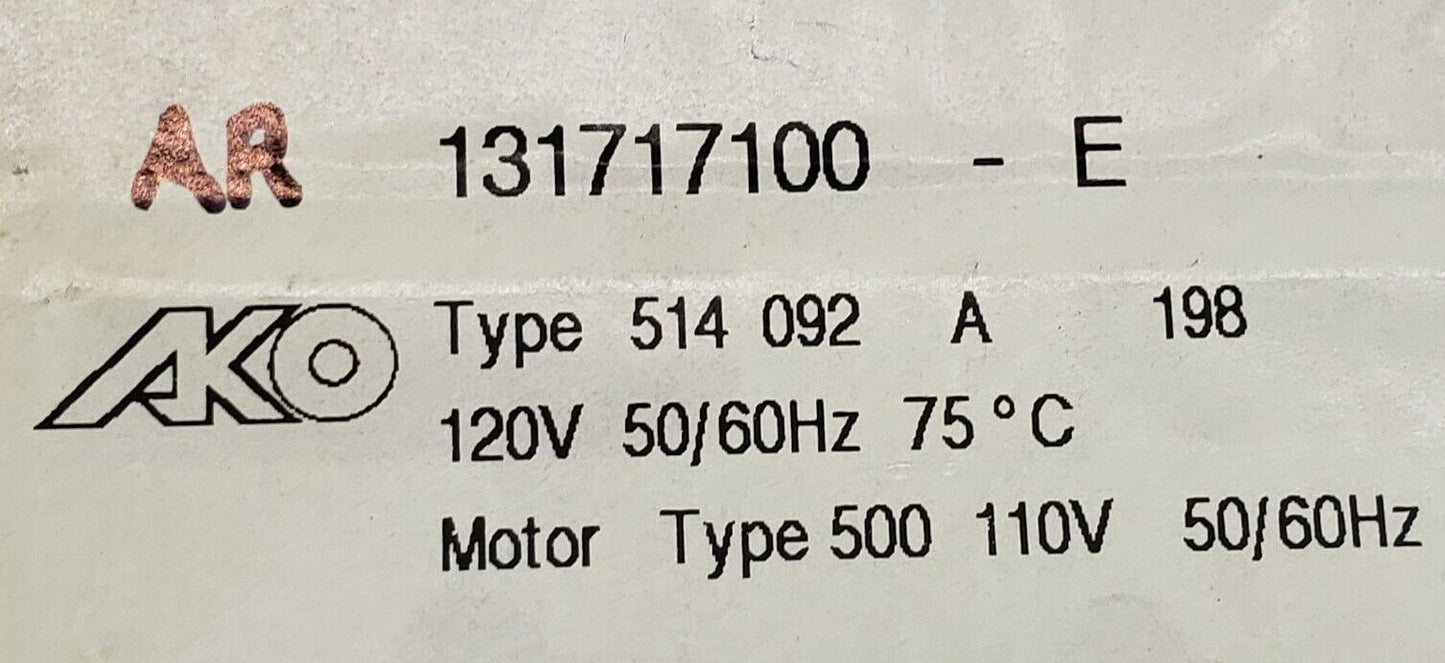 AR 131717100 - E
AKO Type 514 092 A 198
120V 50/60Hz 75°C
Motor Type 500 110V 50/60Hz